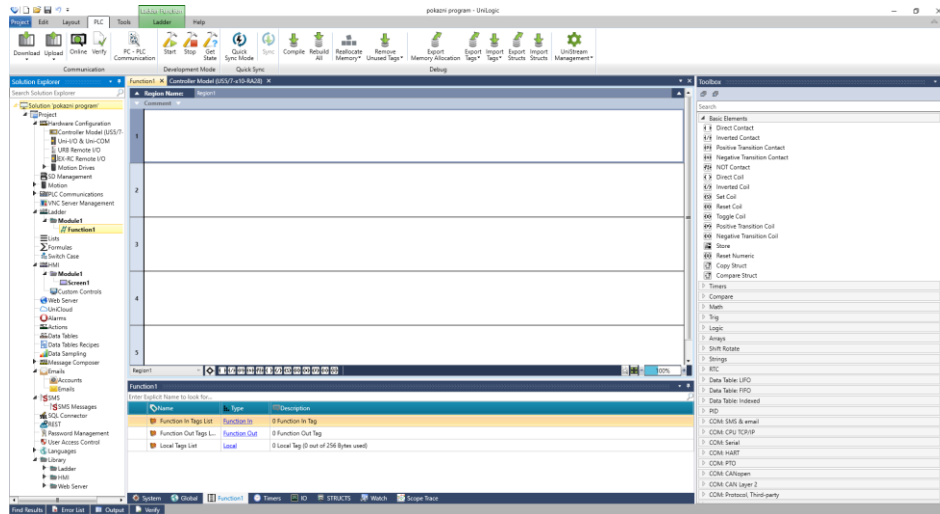 Ladder Function
pokazni program - UniLogic
Project Edit Layout PLC Tools Ladder Help
Download Upload Online Verify PC - PLC Communication Start Stop Get State Quick Sync Mode Sync Compile Rebuild All Reallocate Memory Remove Unused Tags Export Memory Allocation Export Tags Import Tags Export Structs Import Structs UniStream Management
Communication Development Mode Quick Sync Debug
Solution Explorer
Search Solution Explorer
Solution 'pokazni program'
Project
Hardware Configuration
Controller Model (US5/7-
Uni-I/O & Uni-COM
URB Remote I/O
EX-RC Remote I/O
Motion Drives
SD Management
Motion
PLC Communications
VNC Server Management
Ladder
Module1
Function1
Lists
Formulas
Switch Case
HMI
Module1
Screen1
Custom Controls
Web Server
UniCloud
Alarms
Actions
Data Tables
Data Tables Recipes
Data Sampling
Message Composer
Emails
Accounts
Emails
SMS
SMS Messages
SQL Connector
REST
Password Management
User Access Control
Languages
Library
Ladder
HMI
Web Server
Function1 Controller Model (US5/7-x10-RA28)
Region Name: Region1
Comment
1
2
3
4
5
Region1
100%
Function1
Enter Explicit Name to look for...
Name Type Description
Function In Tags List Function In 0 Function In Tag
Function Out Tags L... Function Out 0 Function Out Tag
Local Tags List Local 0 Local Tag (0 out of 256 Bytes used)
System Global Function1 Timers IO STRUCTS Watch Scope Trace
Toolbox
Search
Basic Elements
Direct Contact
Inverted Contact
Positive Transition Contact
Negative Transition Contact
NOT Contact
Direct Coil
Inverted Coil
Set Coil
Reset Coil
Toggle Coil
Positive Transition Coil
Negative Transition Coil
Store
Reset Numeric
Copy Struct
Compare Struct
Timers
Compare
Math
Trig
Logic
Arrays
Shift Rotate
Strings
RTC
Data Table: LIFO
Data Table: FIFO
Data Table: Indexed
PID
COM: SMS & email
COM: CPU TCP/IP
COM: Serial
COM: HART
COM: PTO
COM: CANopen
COM: CAN Layer 2
COM: Protocol, Third-party
Find Results Error List Output Verify